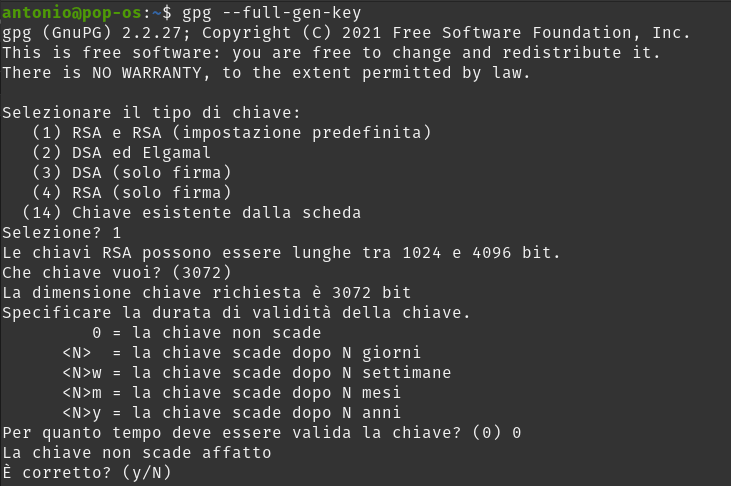 antonio@pop-os:~$ gpg --full-gen-key
gpg (GnuPG) 2.2.27; Copyright (C) 2021 Free Software Foundation, Inc.
This is free software: you are free to change and redistribute it.
There is NO WARRANTY, to the extent permitted by law.

Selezionare il tipo di chiave:
   (1) RSA e RSA (impostazione predefinita)
   (2) DSA ed Elgamal
   (3) DSA (solo firma)
   (4) RSA (solo firma)
  (14) Chiave esistente dalla scheda
Selezione? 1
Le chiavi RSA possono essere lunghe tra 1024 e 4096 bit.
Che chiave vuoi? (3072)
La dimensione chiave richiesta è 3072 bit
Specificare la durata di validità della chiave.
         0 = la chiave non scade
      <N>  = la chiave scade dopo N giorni
      <N>w = la chiave scade dopo N settimane
      <N>m = la chiave scade dopo N mesi
      <N>y = la chiave scade dopo N anni
Per quanto tempo deve essere valida la chiave? (0) 0
La chiave non scade affatto
È corretto? (y/N)